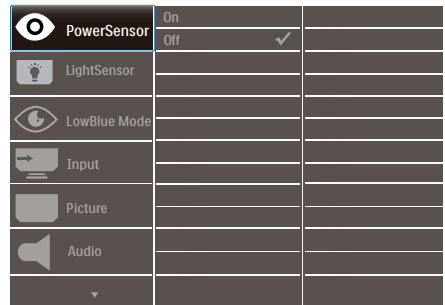 PowerSensor
On
Off
LightSensor
LowBlue Mode
Input
Picture
Audio